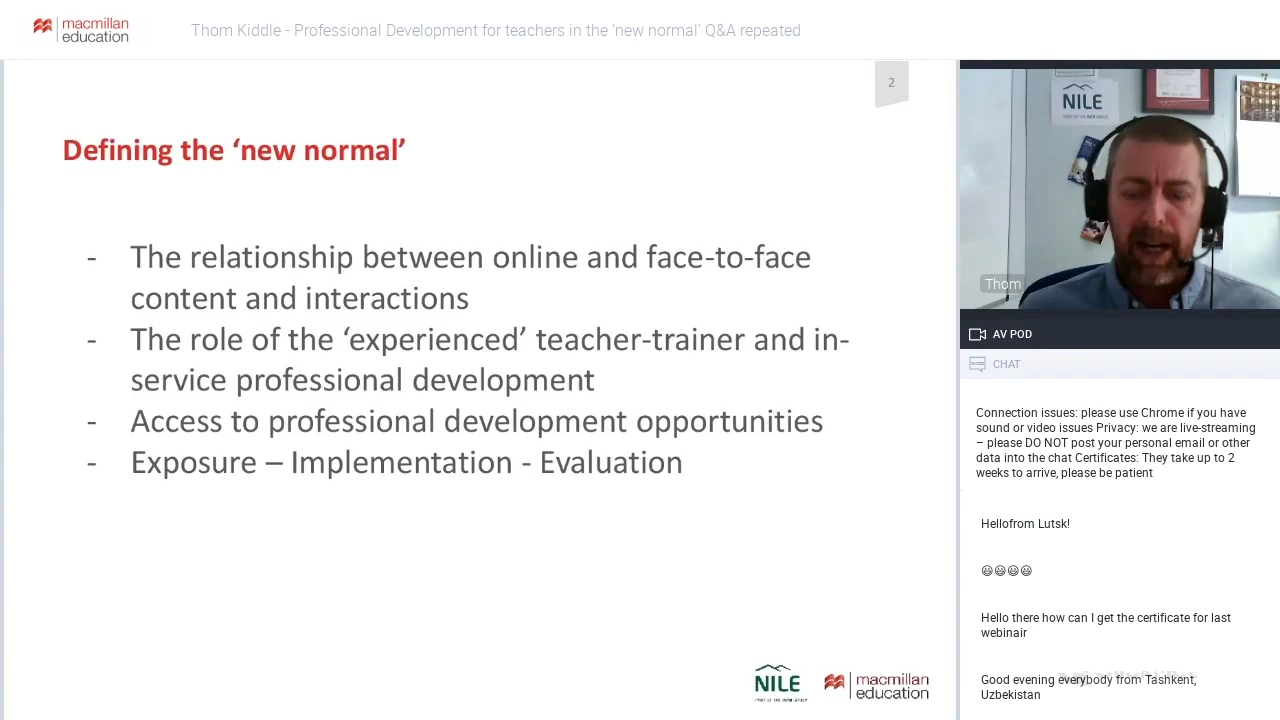 macmillan
education
Thom Kiddle - Professional Development for teachers in the ‘new normal’ Q&A repeated
2
Defining the ‘new normal’
- The relationship between online and face-to-face
content and interactions
- The role of the ‘experienced’ teacher-trainer and in-
service professional development
- Access to professional development opportunities
- Exposure – Implementation - Evaluation
NILE
macmillan
education
NILE
Thom
AV POD
CHAT
Connection issues: please use Chrome if you have
sound or video issues Privacy: we are live-streaming
– please DO NOT post your personal email or other
data into the chat Certificates: They take up to 2
weeks to arrive, please be patient
Hellofrom Lutsk!
😃😃😃😃
Hello there how can I get the certificate for last
webinair
Good evening everybody from Tashkent,
Uzbekistan